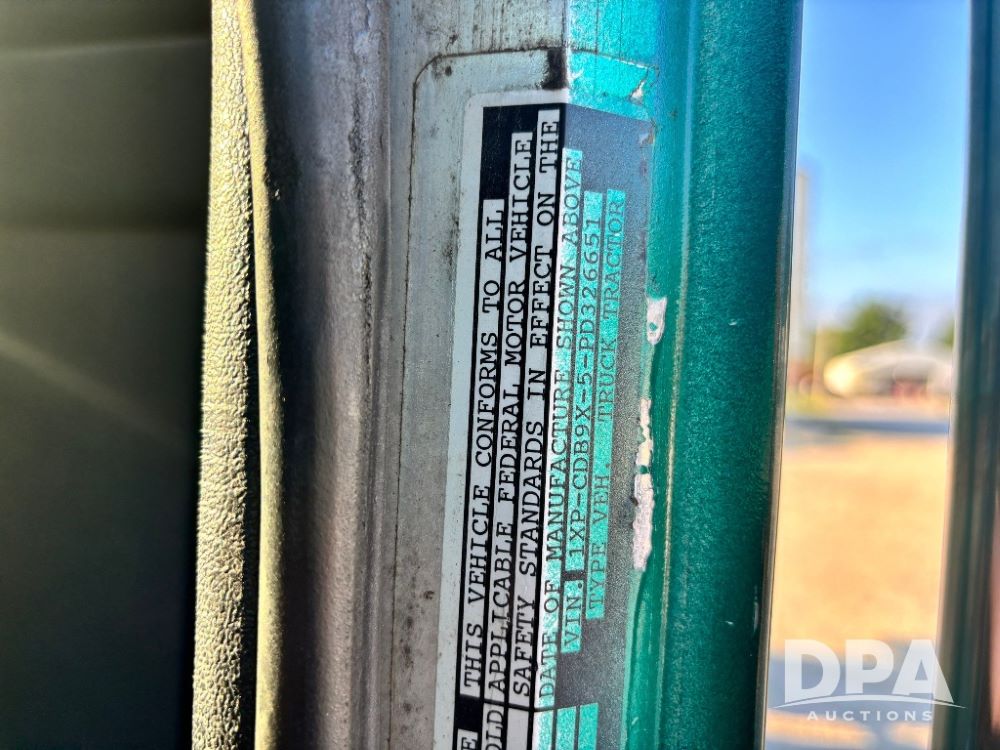 THIS VEHICLE CONFORMS TO ALL
APPLICABLE FEDERAL MOTOR VEHICLE
SAFETY STANDARDS IN EFFECT ON THE
DATE OF MANUFACTURE SHOWN ABOVE
VIN. 1XP-CDB9X-5-PD326651
TYPE VEH. TRUCK TRACTOR
DPA
AUCTIONS